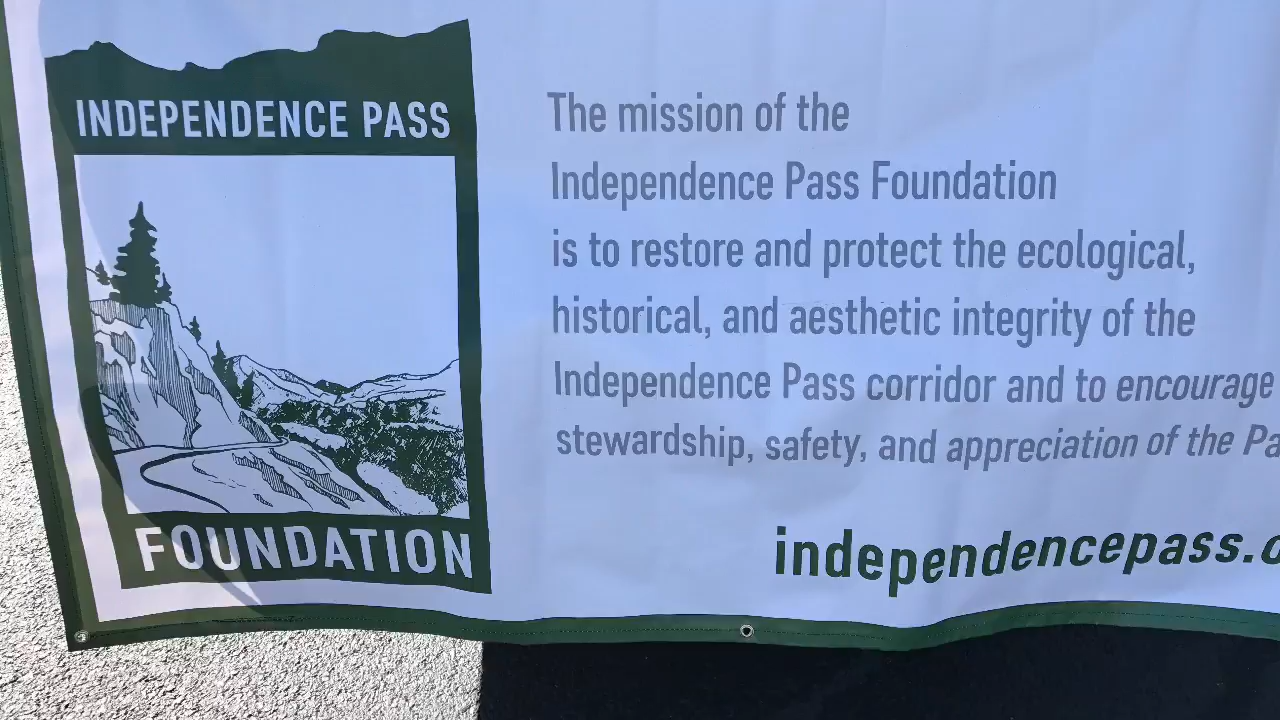 INDEPENDENCE PASS
FOUNDATION
The mission of the
Independence Pass Foundation
is to restore and protect the ecological,
historical, and aesthetic integrity of the
Independence Pass corridor and to encourage
stewardship, safety, and appreciation of the Pa
independencepass.o